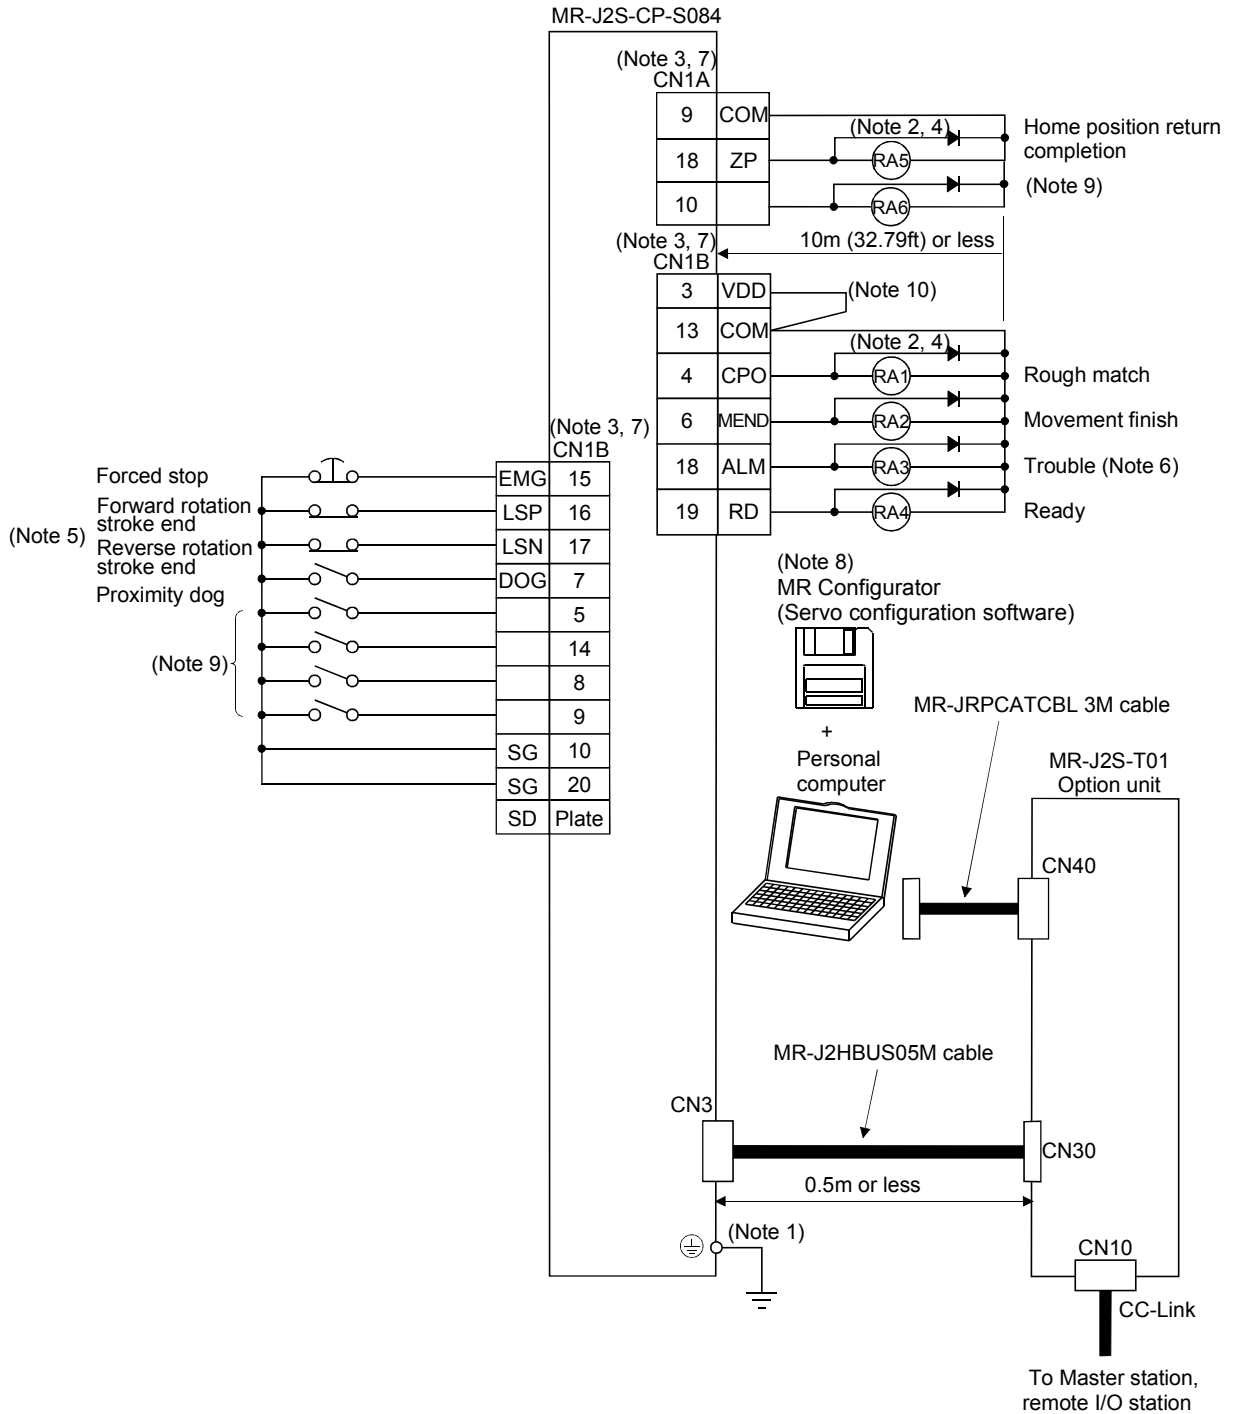 MR-J2S-CP-S084
(Note 3, 7)
CN1A
9 COM
(Note 2, 4)
Home position return
completion
18 ZP
RA5
(Note 9)
10
RA6
(Note 3, 7)
CN1B
10m (32.79ft) or less
3 VDD
(Note 10)
13 COM
(Note 2, 4)
4 CPO
RA1
Rough match
6 MEND
RA2
Movement finish
18 ALM
RA3
Trouble (Note 6)
19 RD
RA4
Ready
(Note 3, 7)
CN1B
Forced stop
EMG 15
Forward rotation
stroke end
LSP 16
(Note 5)
Reverse rotation
stroke end
LSN 17
Proximity dog
DOG 7
5
14
(Note 9)
8
9
SG 10
SG 20
SD Plate
(Note 8)
MR Configurator
(Servo configuration software)
+
Personal
computer
MR-JRPCATCBL 3M cable
MR-J2S-T01
Option unit
CN40
MR-J2HBUS05M cable
CN3
CN30
0.5m or less
(Note 1)
CN10
CC-Link
To Master station,
remote I/O station